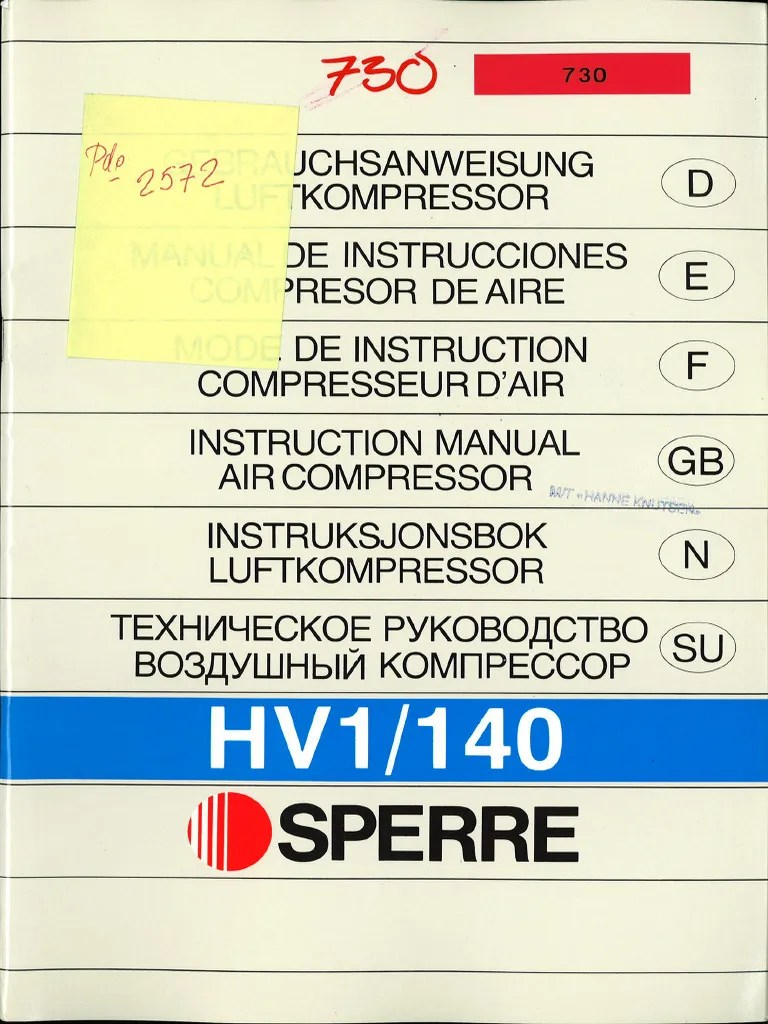 730
730
Pde
2572
GEBRAUCHSANWEISUNG
LUFTKOMPRESSOR
D
MANUAL DE INSTRUCCIONES
COMPRESOR DE AIRE
E
MODE DE INSTRUCTION
COMPRESSEUR D'AIR
F
INSTRUCTION MANUAL
AIR COMPRESSOR
GB
M/T «HANNE KNUTSEN»
INSTRUKSJONSBOK
LUFTKOMPRESSOR
N
ТЕХНИЧЕСКОЕ РУКОВОДСТВО
ВОЗДУШНЫЙ КОМПРЕССОР
SU
HV1/140
SPERRE